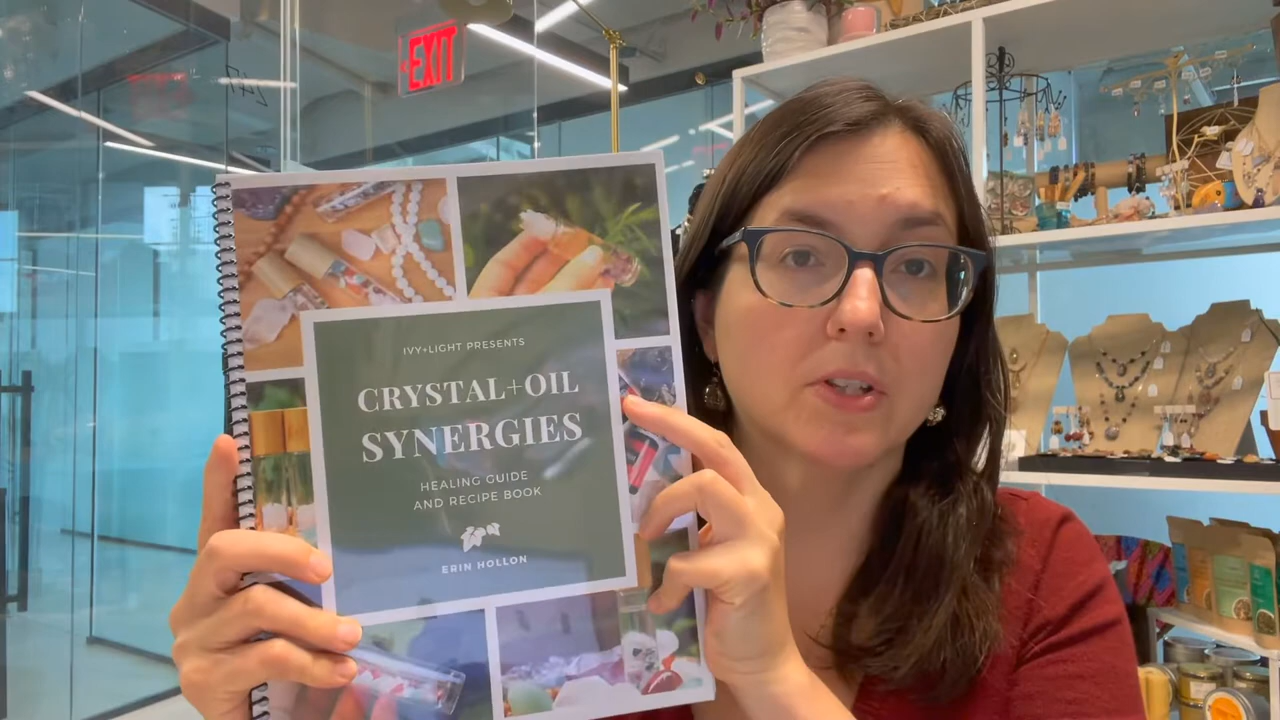 EXIT
IVY+LIGHT PRESENTS
CRYSTAL+OIL
SYNERGIES
HEALING GUIDE
AND RECIPE BOOK
ERIN HOLLON